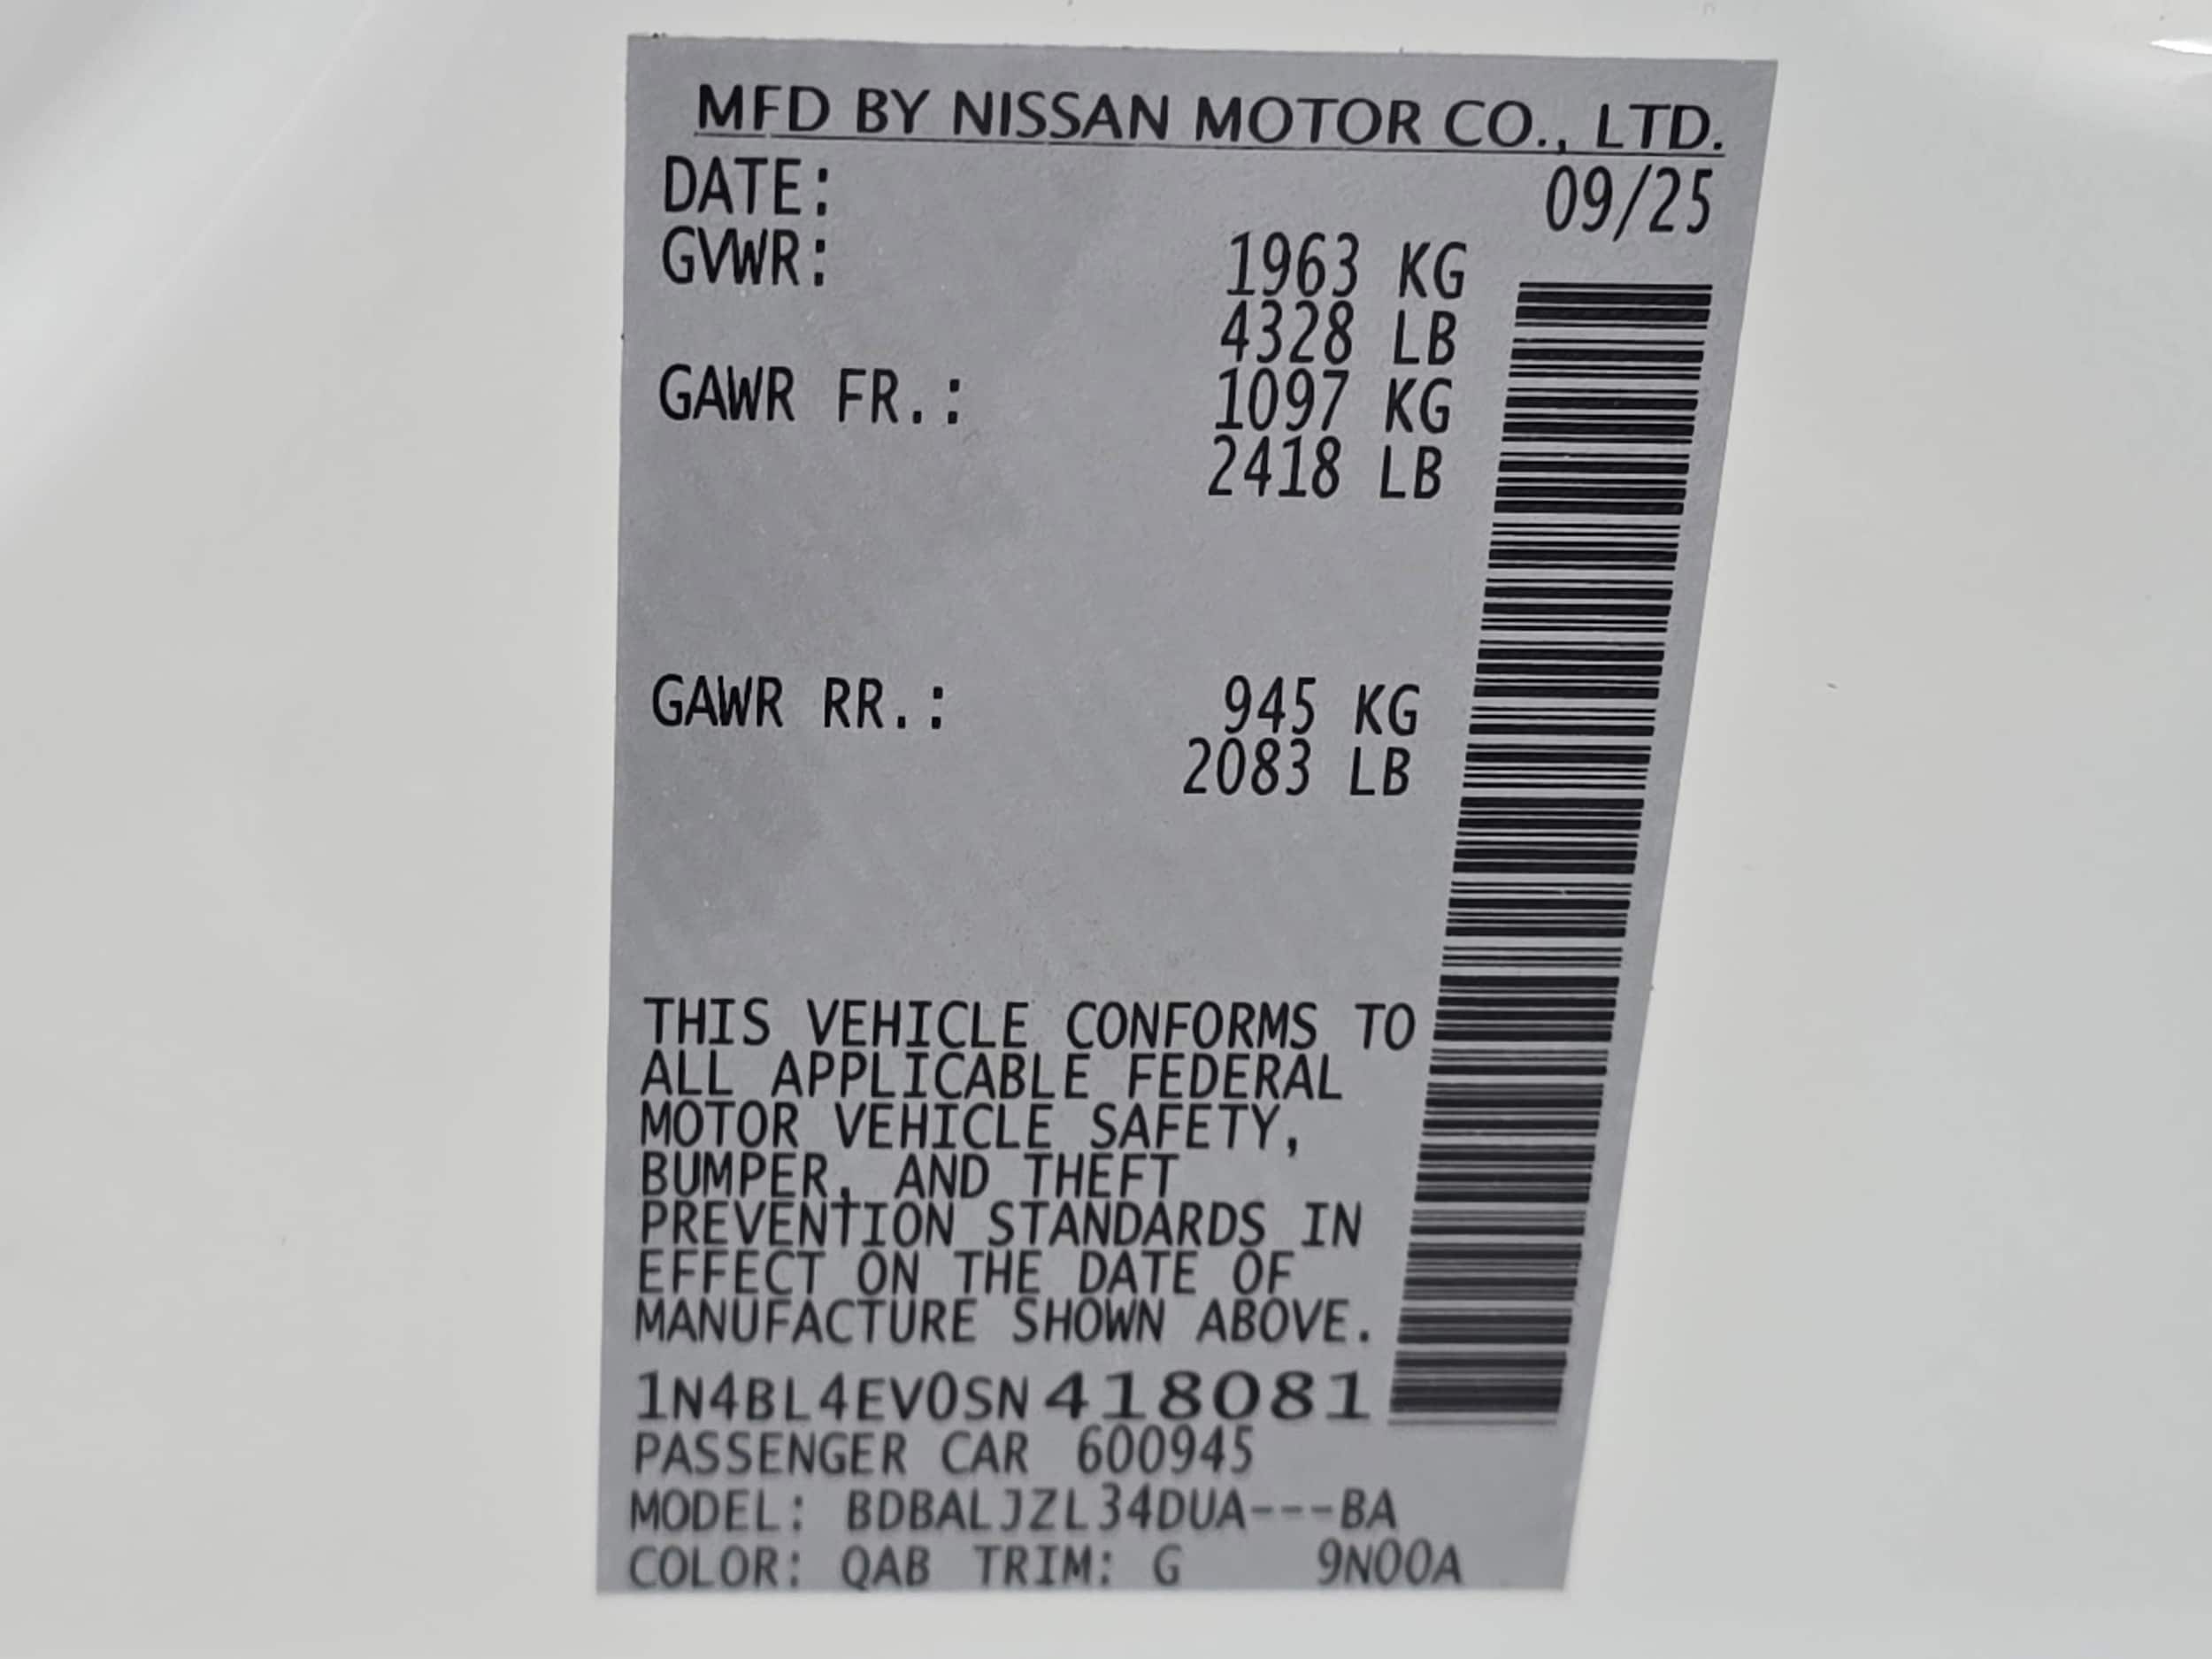 MFD BY NISSAN MOTOR CO., LTD.
DATE: 09/25
GVWR: 1963 KG
4328 LB
GAWR FR.: 1097 KG
2418 LB
GAWR RR.: 945 KG
2083 LB
THIS VEHICLE CONFORMS TO
ALL APPLICABLE FEDERAL
MOTOR VEHICLE SAFETY,
BUMPER, AND THEFT
PREVENTION STANDARDS IN
EFFECT ON THE DATE OF
MANUFACTURE SHOWN ABOVE.
1N4BL4EV0SN418081
PASSENGER CAR 600945
MODEL: BDBALJZL34DUA---BA
COLOR: QAB TRIM: G 9N00A